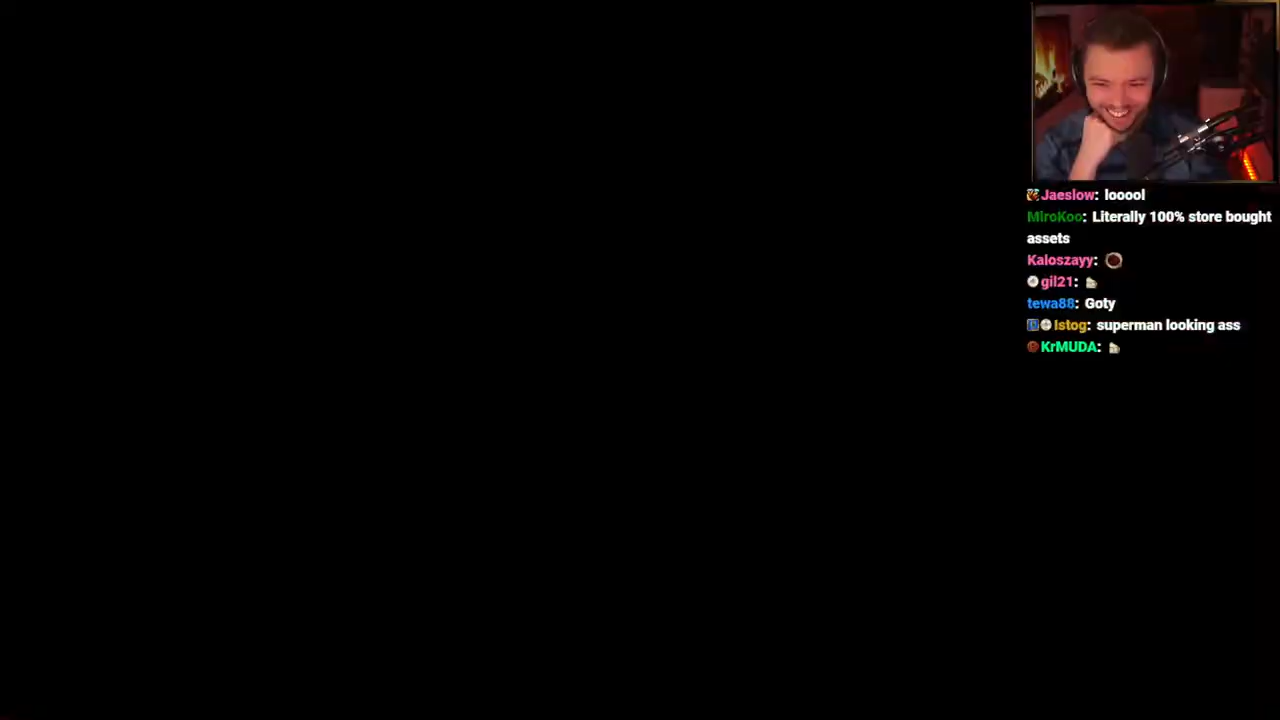 Jaeslow: looool
MiroKoo: Literally 100% store bought
assets
Kaloszayy:
gil21:
tewa88: Goty
Istog: superman looking ass
KrMUDA: